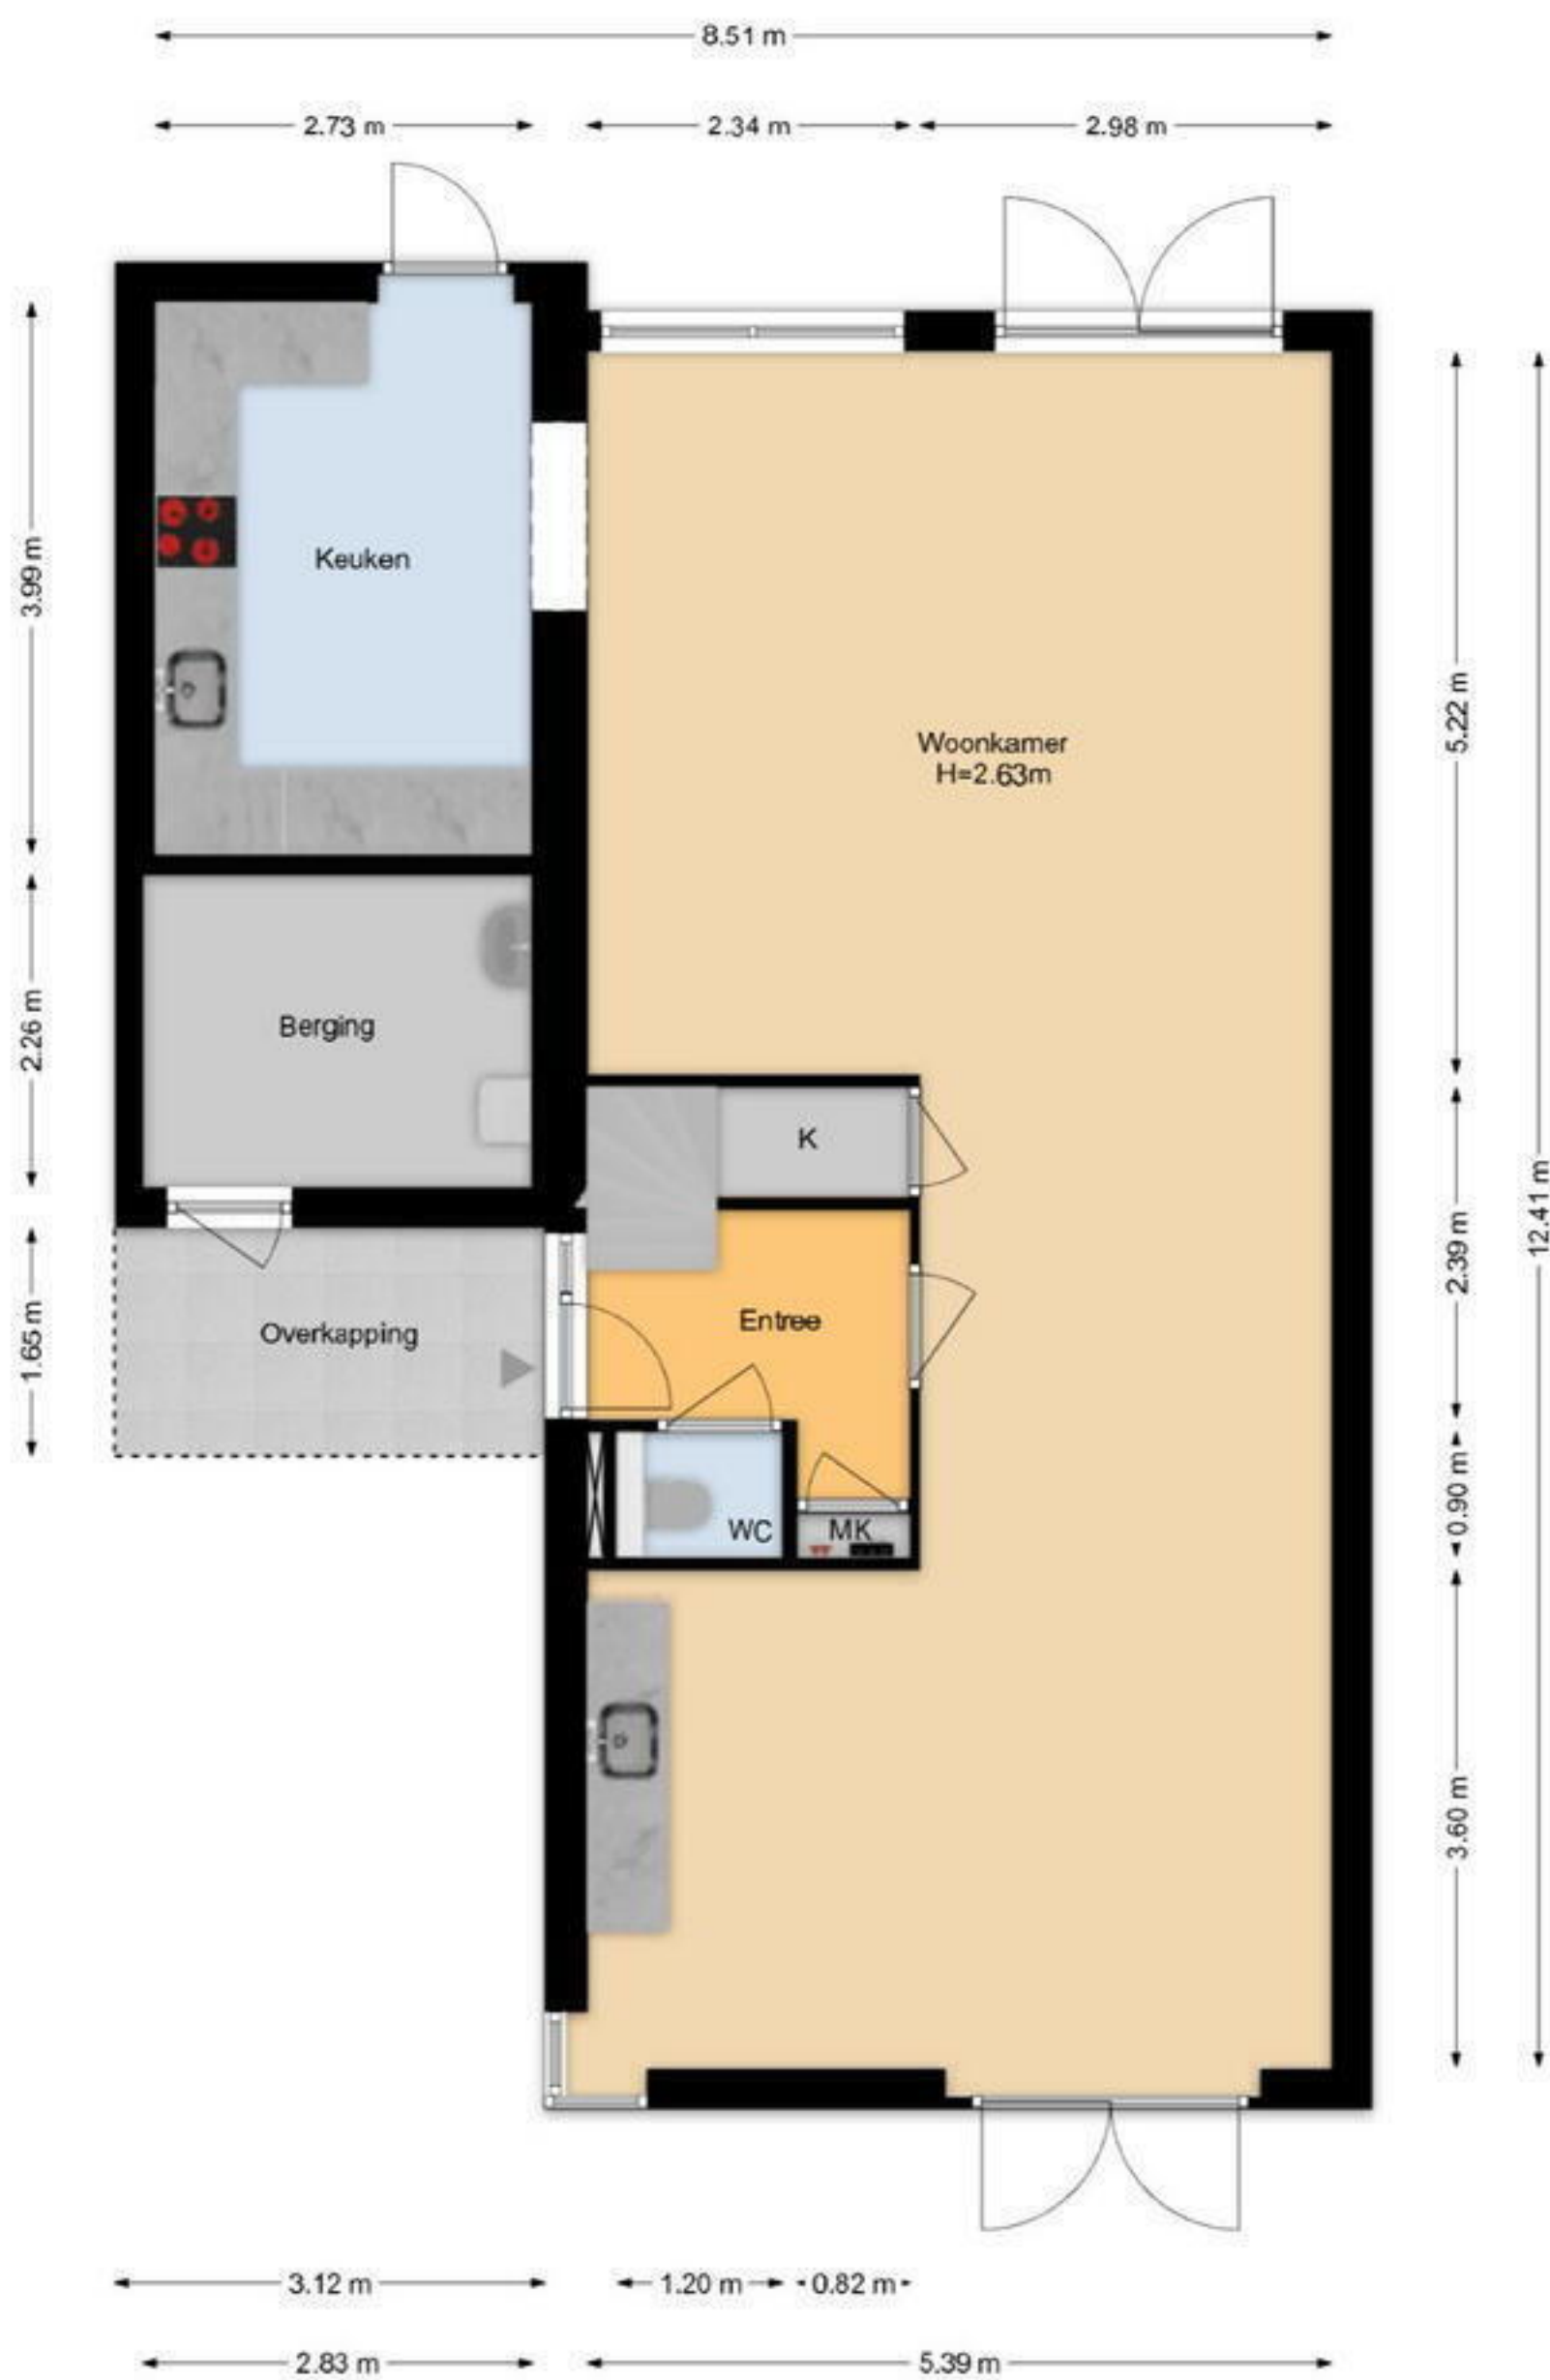 8.51 m
2.73 m
2.34 m
2.98 m
3.99 m
Keuken
Woonkamer
H=2.63m
5.22 m
2.26 m
Berging
K
12.41 m
2.39 m
1.65 m
Overkapping
Entree
0.90 m
WC
MK
3.60 m
3.12 m
1.20 m
0.82 m
2.83 m
5.39 m